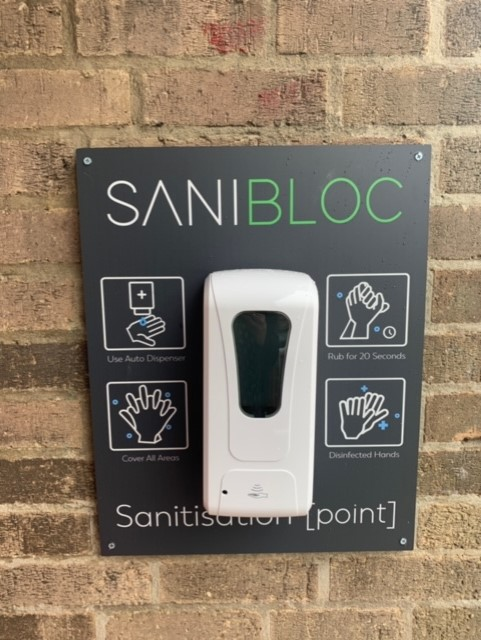 SANIBLOC
Use Auto Dispenser
Rub for 20 Seconds
Cover All Areas
Disinfected Hands
Sanitisation [point]